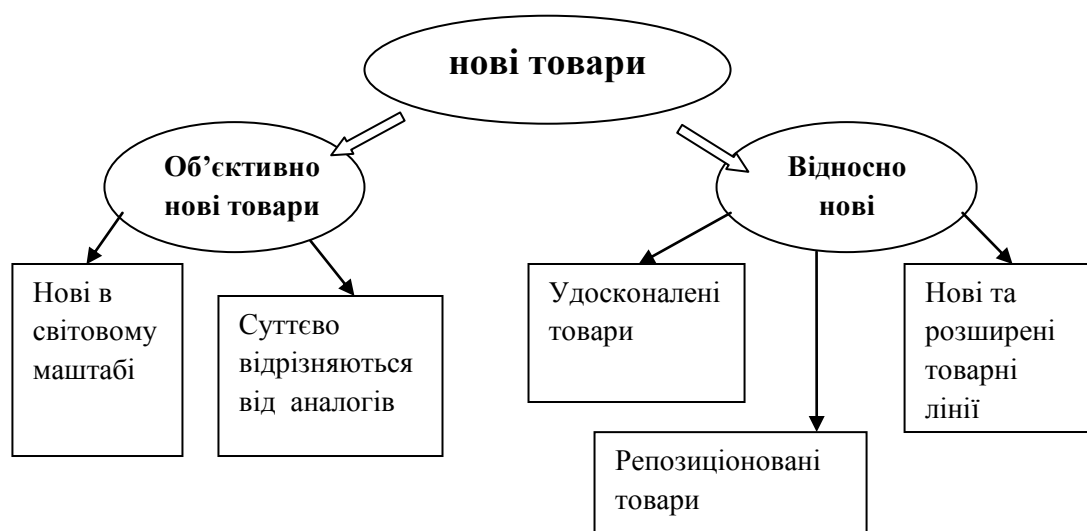 нові товари
Об’єктивно
нові товари
Відносно
нові
Нові в
світовому
маштабі
Суттєво
відрізняються
від аналогів
Удосконалені
товари
Репозиціоновані
товари
Нові та
розширені
товарні
лінії